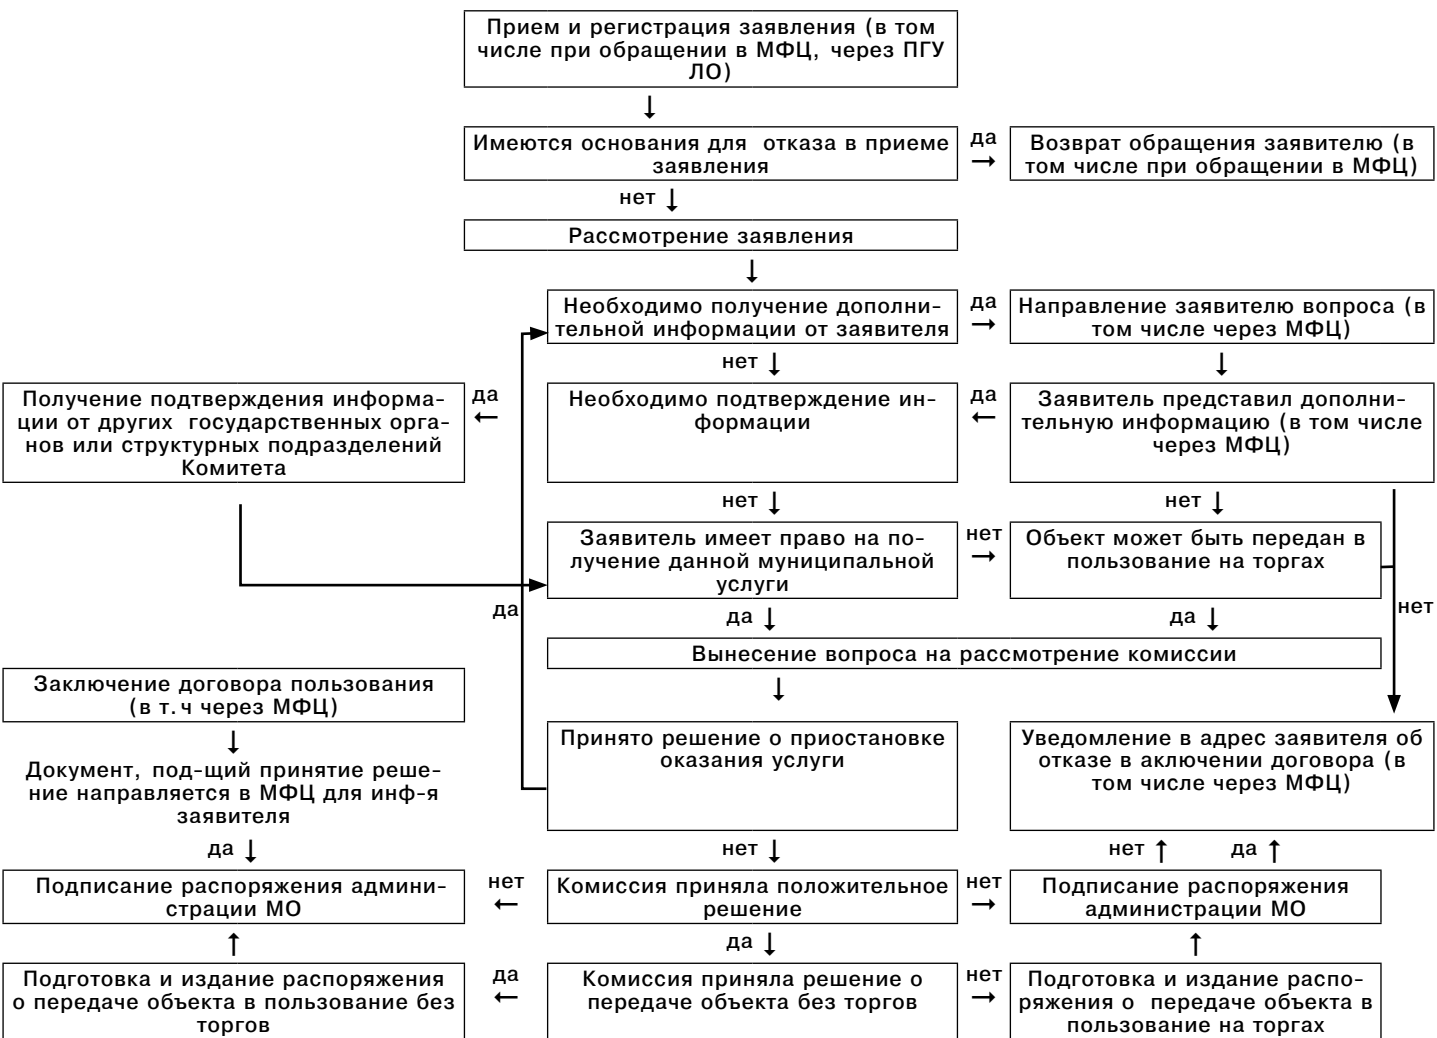 Прием и регистрация заявления (в том
числе при обращении в МФЦ, через ПГУ
ЛО)
↓
Имеются основания для отказа в приеме
заявления
да
→
Возврат обращения заявителю (в
том числе при обращении в МФЦ)
нет ↓
Рассмотрение заявления
↓
Необходимо получение дополни-
тельной информации от заявителя
да
→
Направление заявителю вопроса (в
том числе через МФЦ)
нет ↓
↓
Получение подтверждения информа-
ции от других государственных орга-
нов или структурных подразделений
Комитета
да
←
Необходимо подтверждение ин-
формации
да
←
Заявитель представил дополни-
тельную информацию (в том числе
через МФЦ)
нет ↓
нет ↓
Заявитель имеет право на по-
лучение данной муниципальной
услуги
нет
→
Объект может быть передан в
пользование на торгах
да
да ↓
да ↓
нет
Вынесение вопроса на рассмотрение комиссии
↓
Заключение договора пользования
(в т.ч через МФЦ)
↓
Документ, под-щий принятие реше-
ние направляется в МФЦ для инф-я
заявителя
Принято решение о приостановке
оказания услуги
Уведомление в адрес заявителя об
отказе в аключении договора (в
том числе через МФЦ)
да ↓
нет ↓
нет ↑
да ↑
Подписание распоряжения админи-
страции МО
нет
←
Комиссия приняла положительное
решение
нет
→
Подписание распоряжения
администрации МО
↑
да ↓
↑
Подготовка и издание распоряжения
о передаче объекта в пользование без
торгов
да
←
Комиссия приняла решение о
передаче объекта без торгов
нет
→
Подготовка и издание распо-
ряжения о передаче объекта в
пользование на торгах